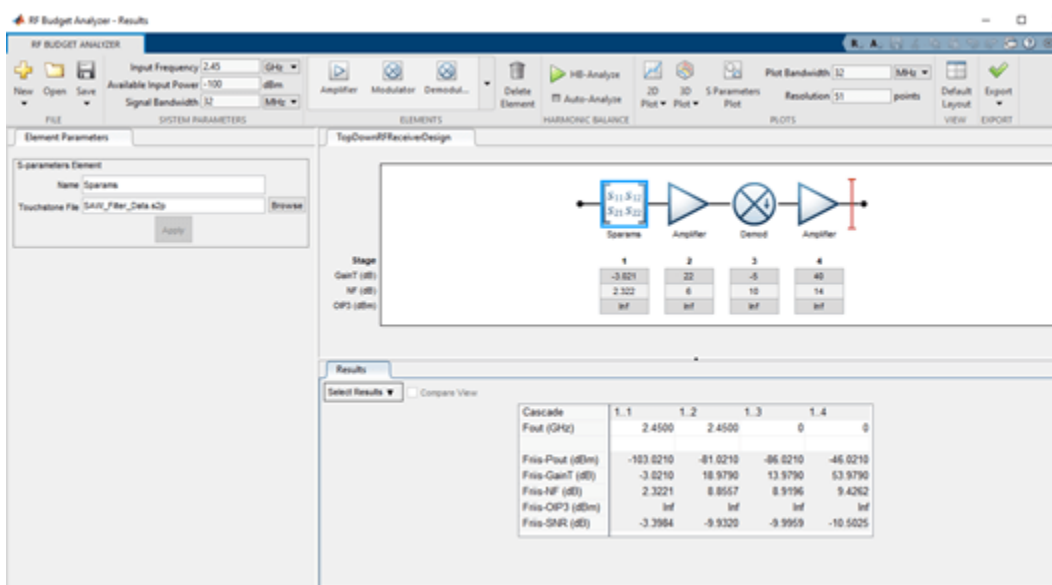 RF Budget Analyzer - Results
RF BUDGET ANALYZER
New Open Save
FILE
Input Frequency 2.45 GHz
Available Input Power -100 dBm
Signal Bandwidth 32 MHz
SYSTEM PARAMETERS
Amplifier Modulator Demodul...
Delete Element
ELEMENTS
HB-Analyze
Auto-Analyze
HARMONIC BALANCE
2D Plot 3D Plot S Parameters Plot
Plot Bandwidth 32 MHz
Resolution 51 points
PLOTS
Default Layout
VIEW
Export
EXPORT
Element Parameters
S-parameters Element
Name Sparams
Touchstone File SAW_Filter_Data.s2p Browse
Apply
TopDownRFReceiverDesign
S11 S12
S21 S22
Sparams Amplifier Demod Amplifier
Stage 1 2 3 4
GainT (dB) -3.021 22 -5 40
NF (dB) 2.322 6 10 14
OIP3 (dBm) Inf Inf Inf Inf
Results
Select Results Compare View
Cascade 1..1 1..2 1..3 1..4
Fout (GHz) 2.4500 2.4500 0 0
Friis-Pout (dBm) -103.0210 -81.0210 -86.0210 -46.0210
Friis-GainT (dB) -3.0210 18.9790 13.9790 53.9790
Friis-NF (dB) 2.3221 8.8557 8.9196 9.4262
Friis-OIP3 (dBm) Inf Inf Inf Inf
Friis-SNR (dB) -3.3984 -9.9320 -9.9959 -10.5025